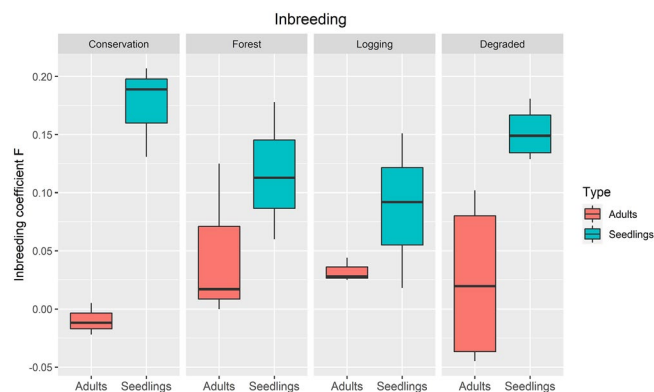 Inbreeding
Conservation
Forest
Logging
Degraded
Inbreeding coefficient F
0.20
0.15
0.10
0.05
0.00
-0.05
Adults Seedlings
Adults Seedlings
Adults Seedlings
Adults Seedlings
Type
Adults
Seedlings